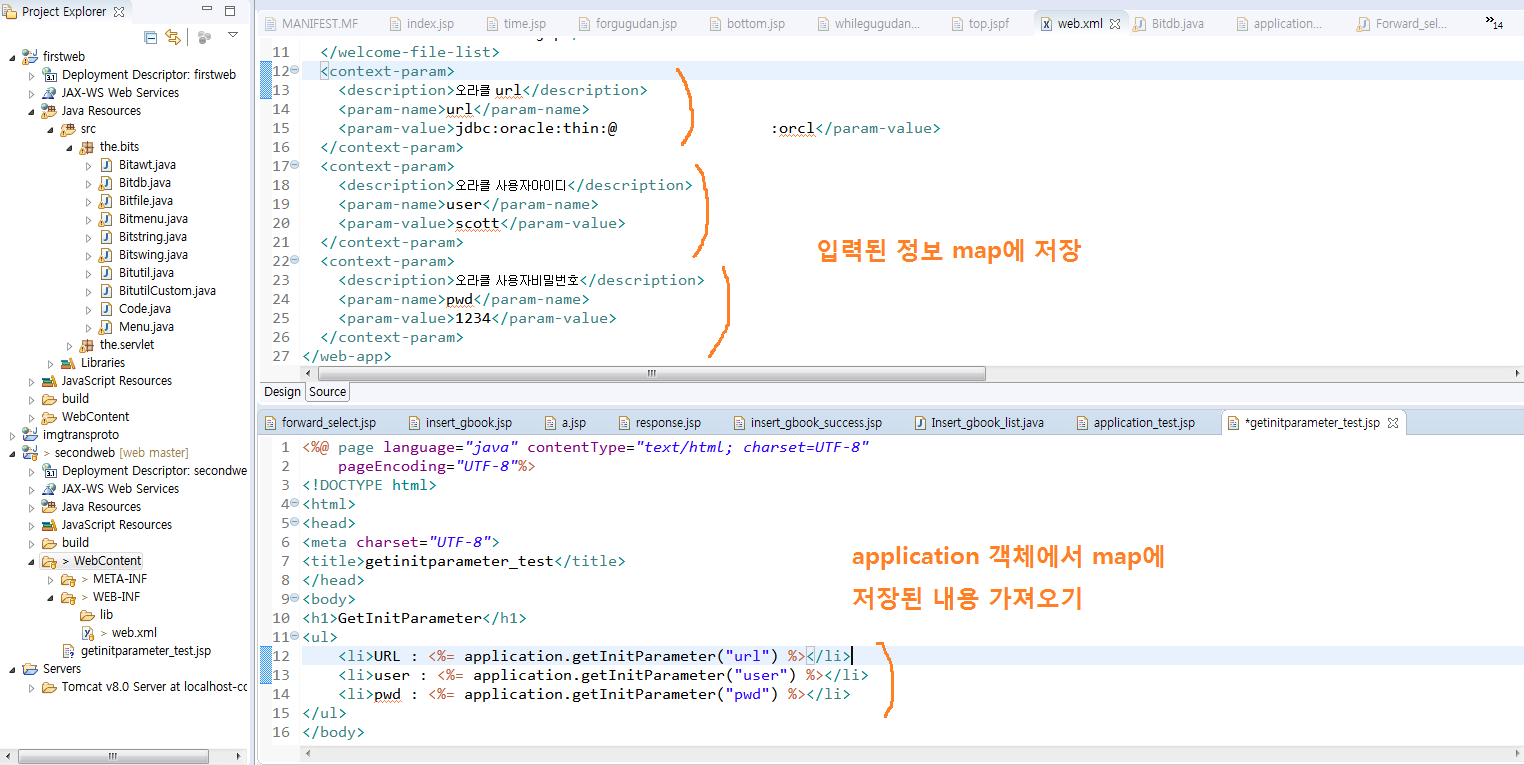 Project Explorer
firstweb
Deployment Descriptor: firstweb
JAX-WS Web Services
Java Resources
src
the.bits
Bitawt.java
Bitdb.java
Bitfile.java
Bitmenu.java
Bitstring.java
Bitswing.java
Bitutil.java
BitutilCustom.java
Code.java
Menu.java
the.servlet
Libraries
JavaScript Resources
build
WebContent
imgtransproto
> secondweb [web master]
Deployment Descriptor: secondwe
JAX-WS Web Services
Java Resources
JavaScript Resources
build
> WebContent
> META-INF
> WEB-INF
lib
> web.xml
getinitparameter_test.jsp
Servers
Tomcat v8.0 Server at localhost-cc
MANIFEST.MF index.jsp time.jsp forgugudan.jsp bottom.jsp whilegugudan... top.jspf web.xml Bitdb.java application... Forward_sel... »14
11 </welcome-file-list>
12 <context-param>
13 <description>오라클 url</description>
14 <param-name>url</param-name>
15 <param-value>jdbc:oracle:thin:@ :orcl</param-value>
16 </context-param>
17 <context-param>
18 <description>오라클 사용자아이디</description>
19 <param-name>user</param-name>
20 <param-value>scott</param-value>
21 </context-param>
22 <context-param>
23 <description>오라클 사용자비밀번호</description>
24 <param-name>pwd</param-name>
25 <param-value>1234</param-value>
26 </context-param>
27 </web-app>
입력된 정보 map에 저장
Design Source
forward_select.jsp insert_gbook.jsp a.jsp response.jsp insert_gbook_success.jsp Insert_gbook_list.java application_test.jsp *getinitparameter_test.jsp
1 <%@ page language="java" contentType="text/html; charset=UTF-8"
2 pageEncoding="UTF-8"%>
3 <!DOCTYPE html>
4 <html>
5 <head>
6 <meta charset="UTF-8">
7 <title>getinitparameter_test</title>
8 </head>
9 <body>
10 <h1>GetInitParameter</h1>
11 <ul>
12 <li>URL : <%= application.getInitParameter("url") %></li>
13 <li>user : <%= application.getInitParameter("user") %></li>
14 <li>pwd : <%= application.getInitParameter("pwd") %></li>
15 </ul>
16 </body>
application 객체에서 map에
저장된 내용 가져오기